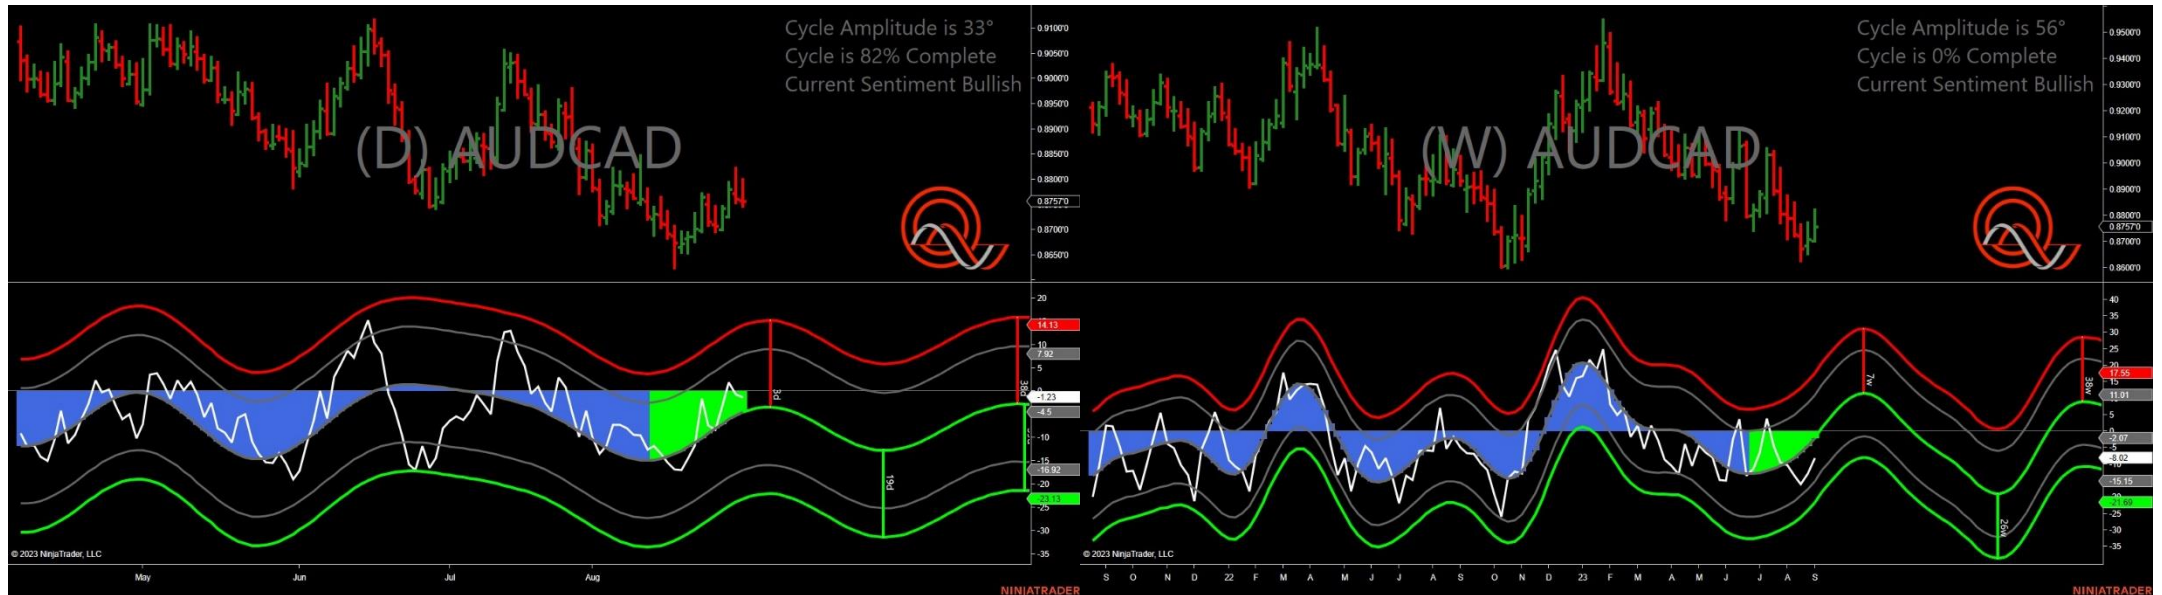 Cycle Amplitude is 33°
Cycle is 82% Complete
Current Sentiment Bullish
(D) AUDCAD
0.9100'0
0.9050'0
0.9000'0
0.8950'0
0.8900'0
0.8850'0
0.8800'0
0.8757'0
0.8700'0
0.8650'0
20
14.13
10
7.92
5
0
-1.23
-4.5
-10
-15
-16.92
-20
-23.13
-25
-30
-35
3d
19d
38d
© 2023 NinjaTrader, LLC
May
Jun
Jul
Aug
NINJATRADER
Cycle Amplitude is 56°
Cycle is 0% Complete
Current Sentiment Bullish
(W) AUDCAD
0.9500'0
0.9400'0
0.9300'0
0.9200'0
0.9100'0
0.9000'0
0.8900'0
0.8800'0
0.8757'0
0.8700'0
0.8600'0
40
35
30
25
20
17.55
15
11.01
5
0
-2.07
-8.02
-10
-15.15
-21.69
-25
-30
-35
7w
26w
38w
© 2023 NinjaTrader, LLC
S
O
N
D
22
F
M
A
M
J
J
A
S
O
N
D
23
F
M
A
M
J
J
A
S
NINJATRADER